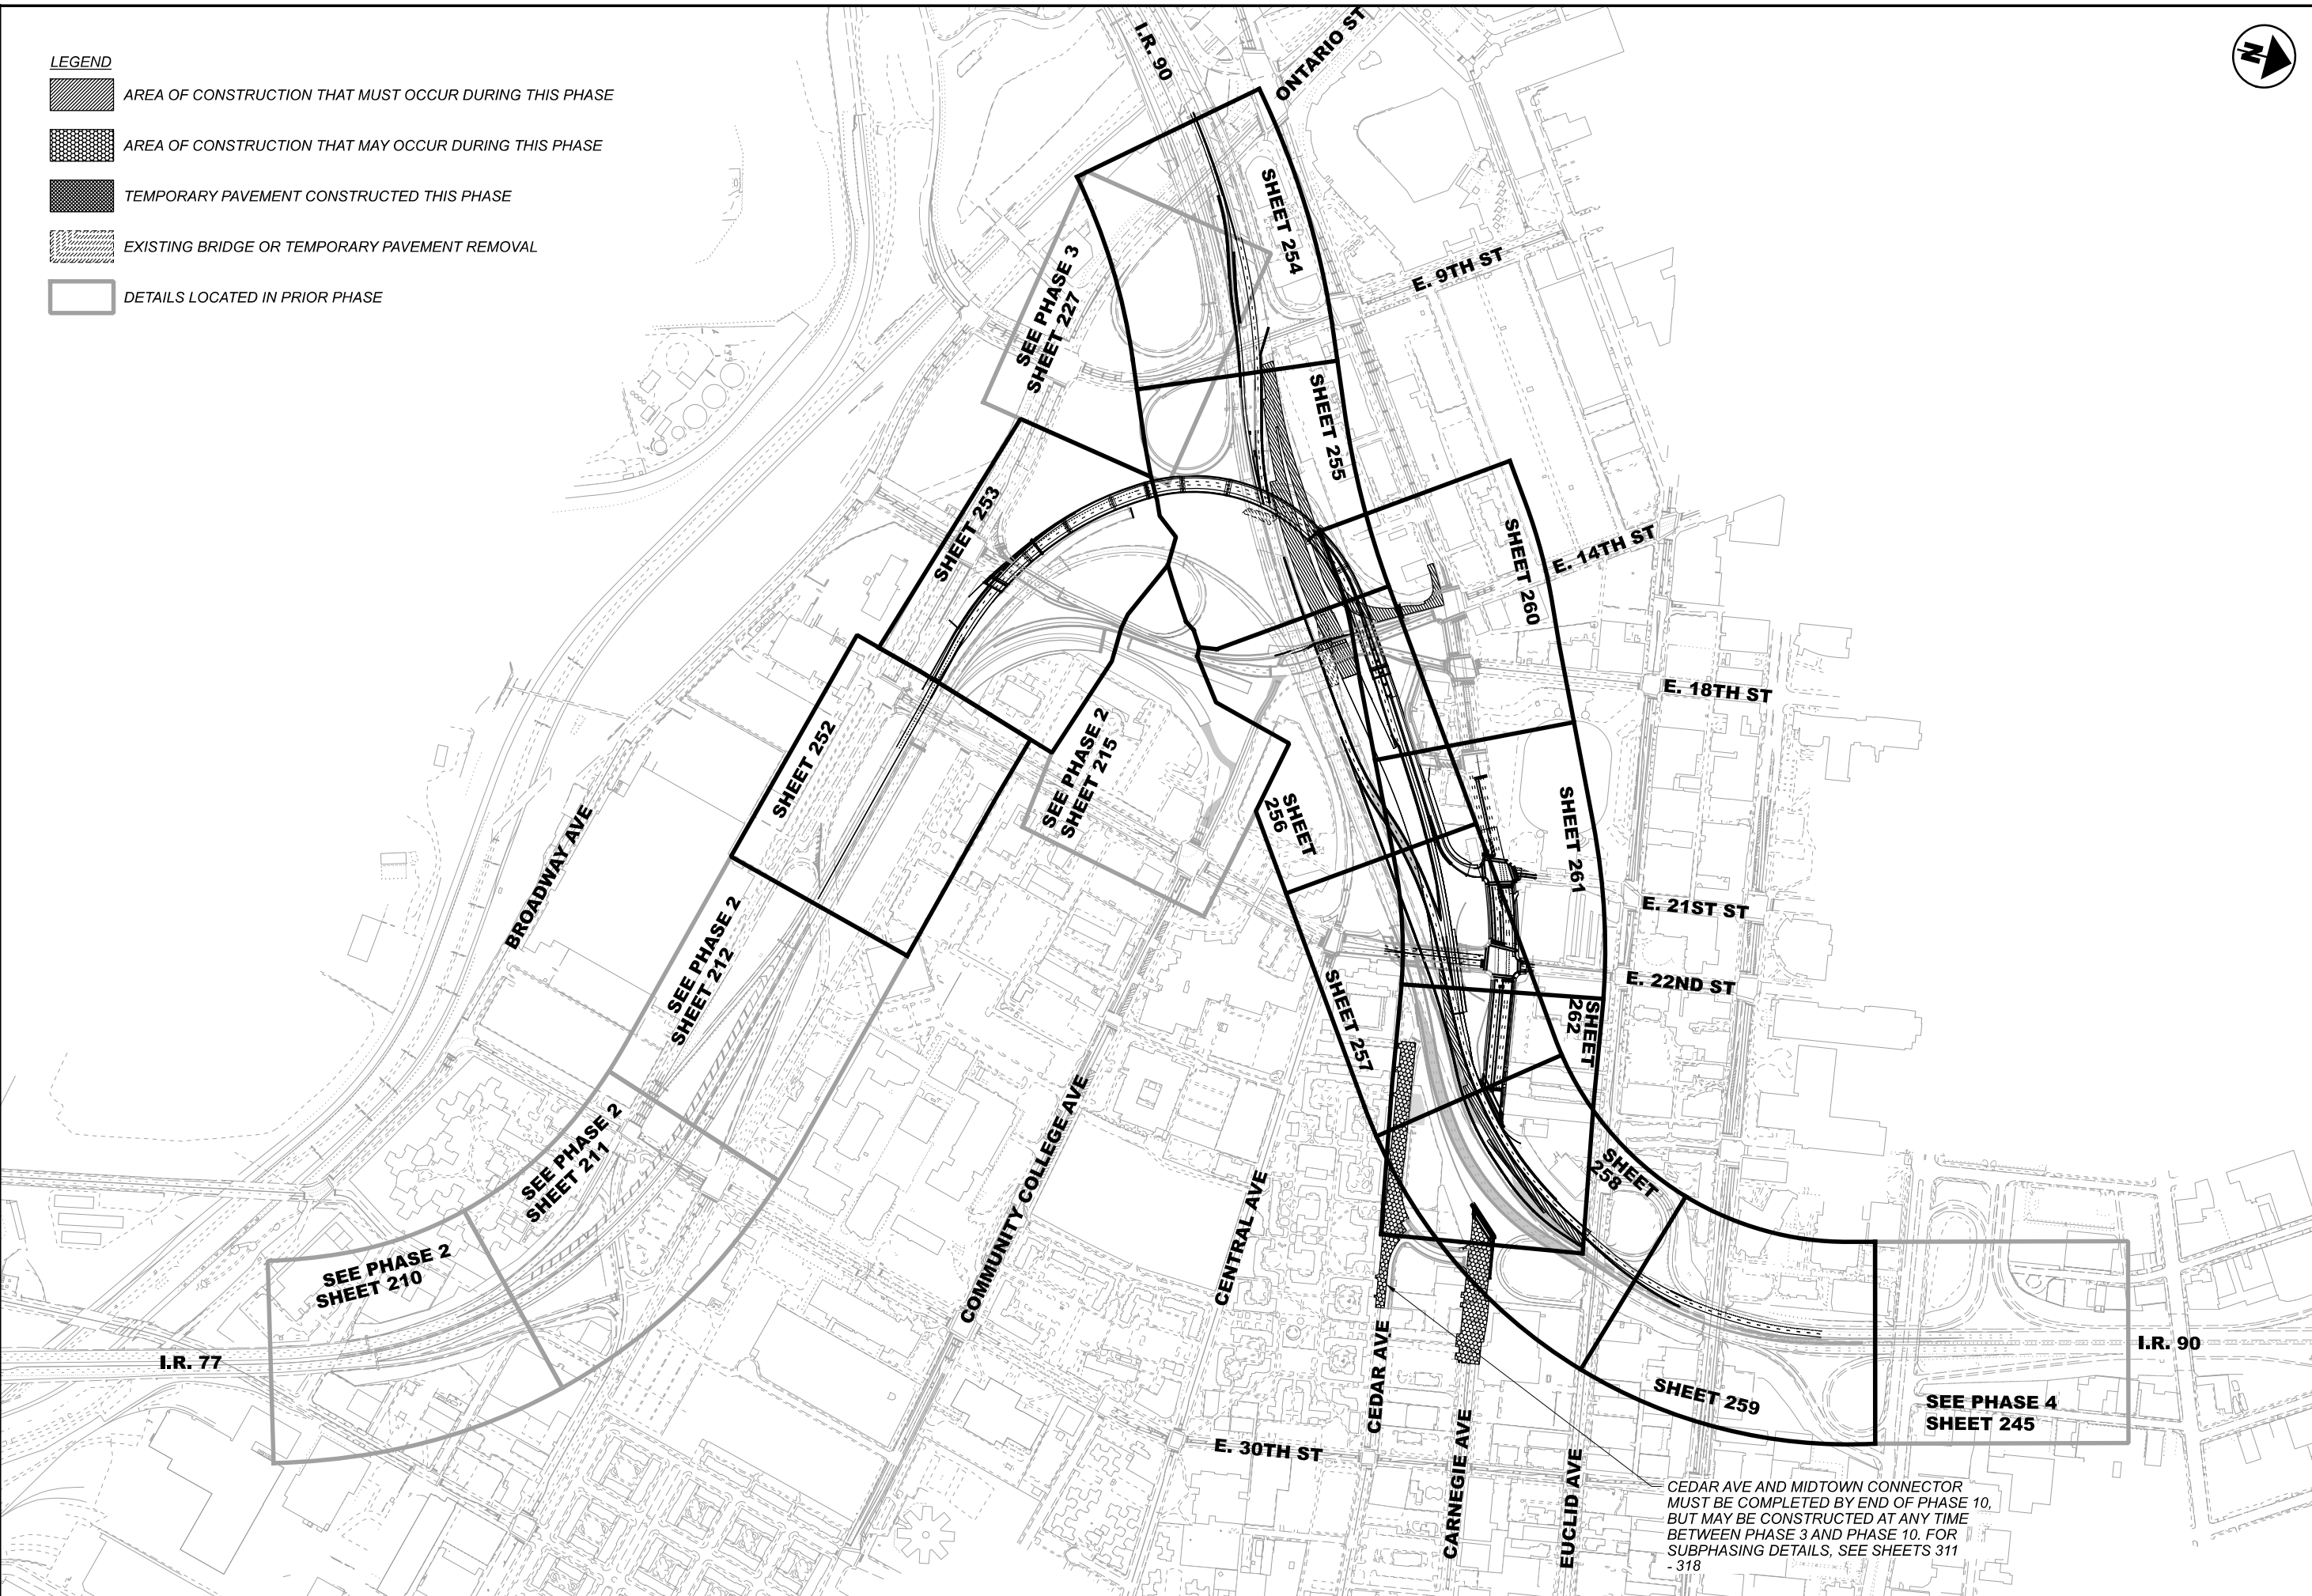 LEGEND
AREA OF CONSTRUCTION THAT MUST OCCUR DURING THIS PHASE
AREA OF CONSTRUCTION THAT MAY OCCUR DURING THIS PHASE
TEMPORARY PAVEMENT CONSTRUCTED THIS PHASE
EXISTING BRIDGE OR TEMPORARY PAVEMENT REMOVAL
DETAILS LOCATED IN PRIOR PHASE
N
I.R. 90
ONTARIO ST
SHEET 254
E. 9TH ST
SEE PHASE 3
SHEET 227
SHEET 255
SHEET 253
SHEET 260
E. 14TH ST
E. 18TH ST
SHEET 252
SEE PHASE 2
SHEET 215
SHEET
256
SHEET 261
BROADWAY AVE
E. 21ST ST
SEE PHASE 2
SHEET 212
E. 22ND ST
SHEET 257
SHEET
262
SEE PHASE 2
SHEET 211
COMMUNITY COLLEGE AVE
CENTRAL AVE
SHEET
258
SEE PHASE 2
SHEET 210
I.R. 77
I.R. 90
CEDAR AVE
SHEET 259
SEE PHASE 4
SHEET 245
E. 30TH ST
CARNEGIE AVE
EUCLID AVE
CEDAR AVE AND MIDTOWN CONNECTOR
MUST BE COMPLETED BY END OF PHASE 10,
BUT MAY BE CONSTRUCTED AT ANY TIME
BETWEEN PHASE 3 AND PHASE 10. FOR
SUBPHASING DETAILS, SEE SHEETS 311
- 318